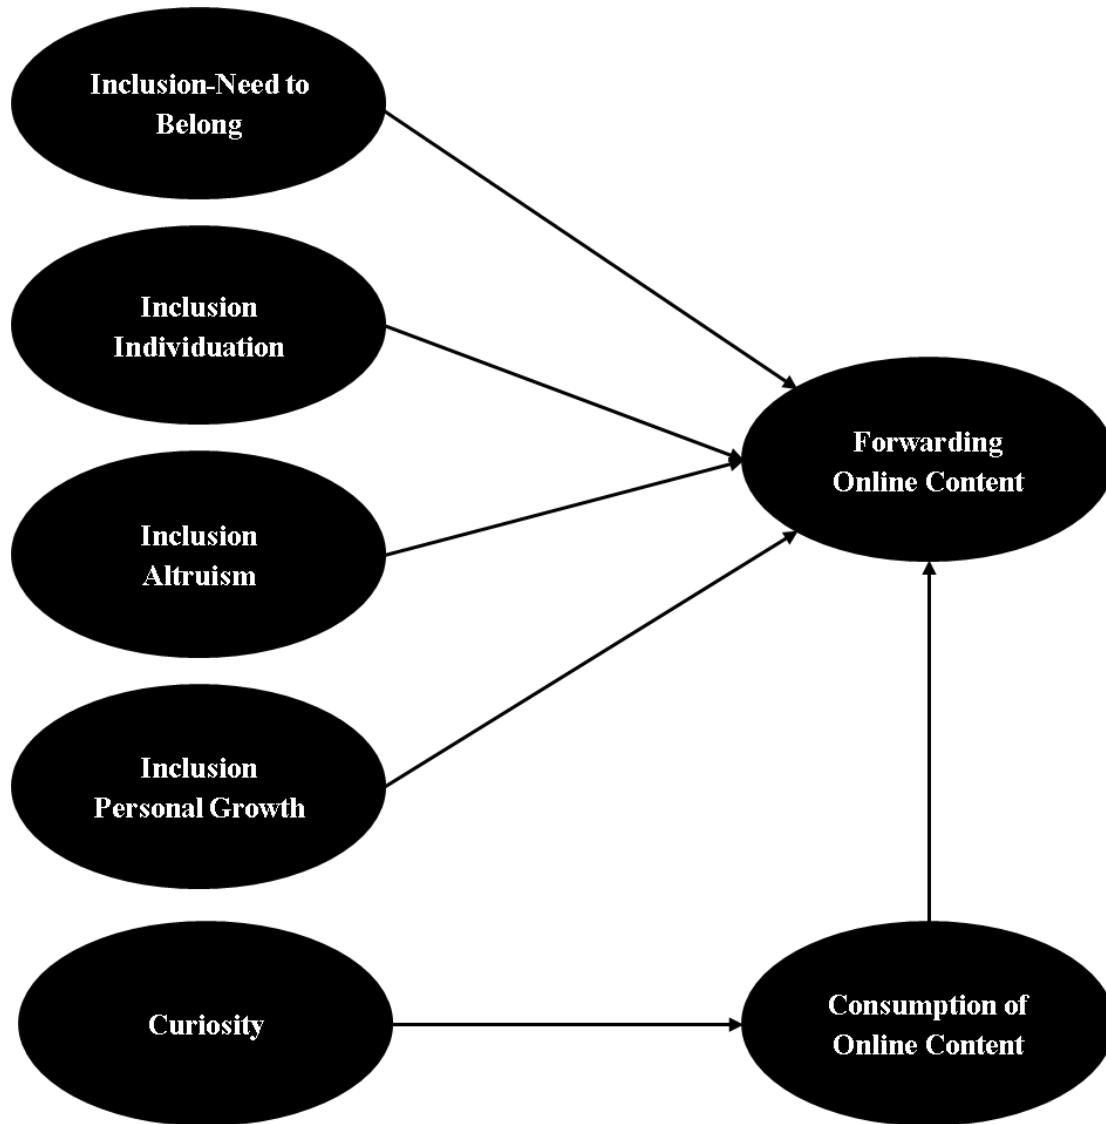 Inclusion-Need to
Belong
Inclusion
Individuation
Inclusion
Altruism
Inclusion
Personal Growth
Curiosity
Forwarding
Online Content
Consumption of
Online Content